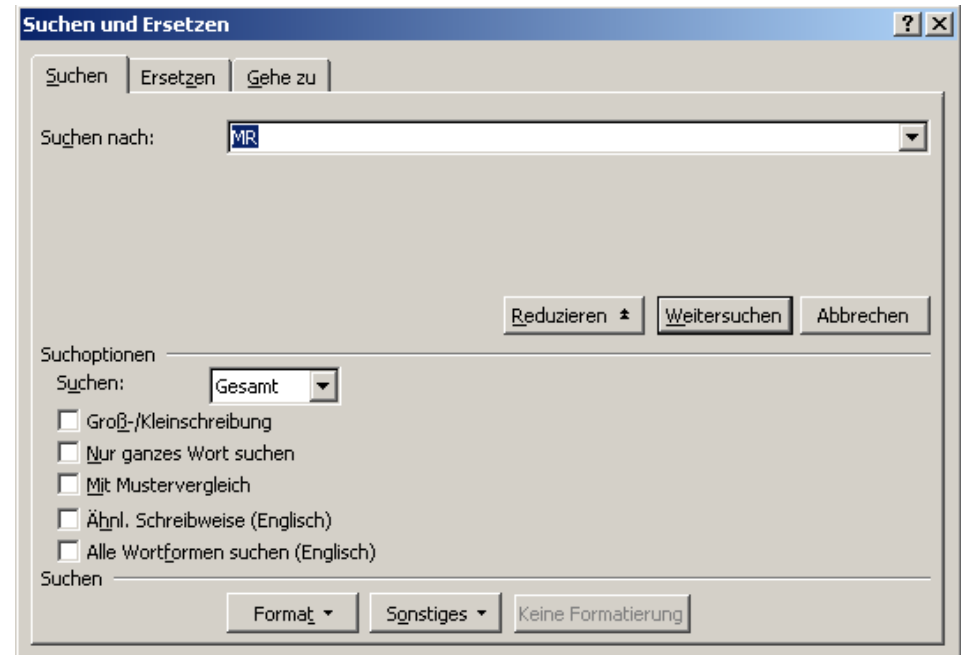 Suchen und Ersetzen
Suchen Ersetzen Gehe zu
Suchen nach: MR
Reduzieren Weitersuchen Abbrechen
Suchoptionen
Suchen: Gesamt
Groß-/Kleinschreibung
Nur ganzes Wort suchen
Mit Mustervergleich
Ähnl. Schreibweise (Englisch)
Alle Wortformen suchen (Englisch)
Suchen
Format Sonstiges Keine Formatierung